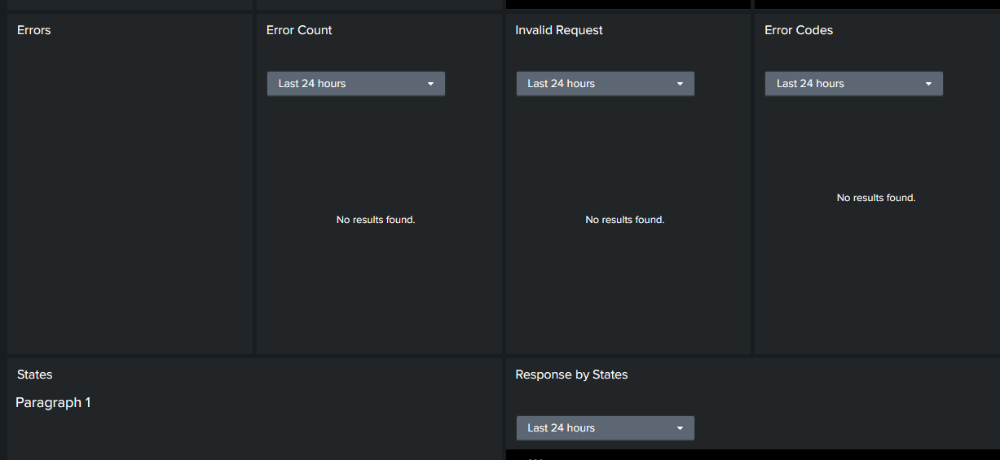 Errors
Error Count
Invalid Request
Error Codes
Last 24 hours
Last 24 hours
Last 24 hours
No results found.
No results found.
No results found.
States
Response by States
Paragraph 1
Last 24 hours